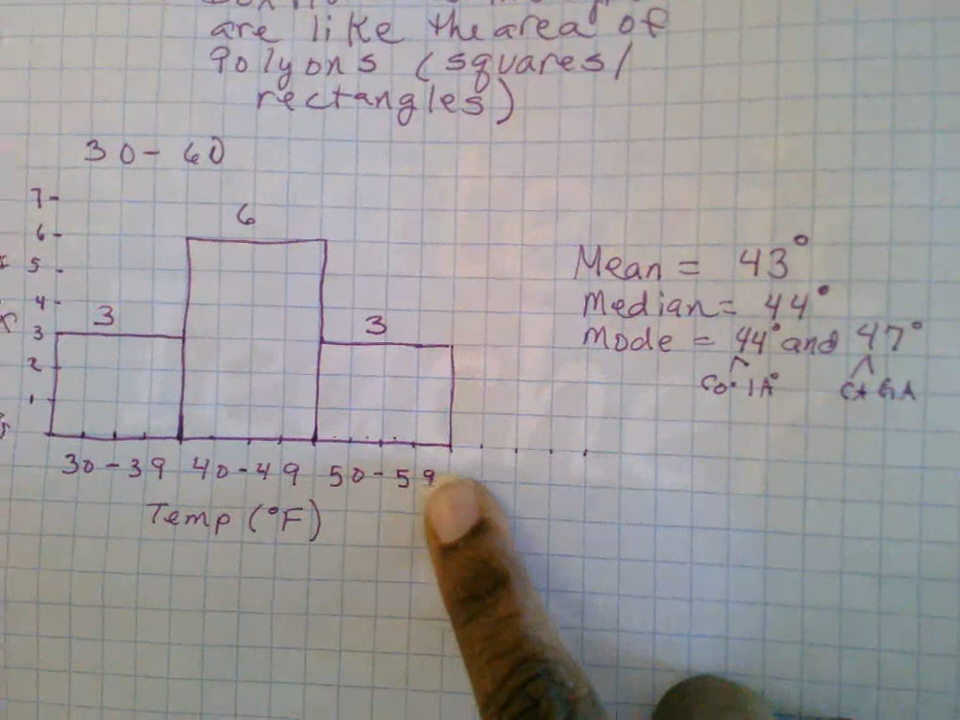 are like the area of
Polyons (squares/
rectangles)
30-60
7
6
6
5
4
3
3
3
2
1
30-39 40-49 50-59
Temp (°F)
Mean = 43°
Median = 44°
Mode = 44° and 47°